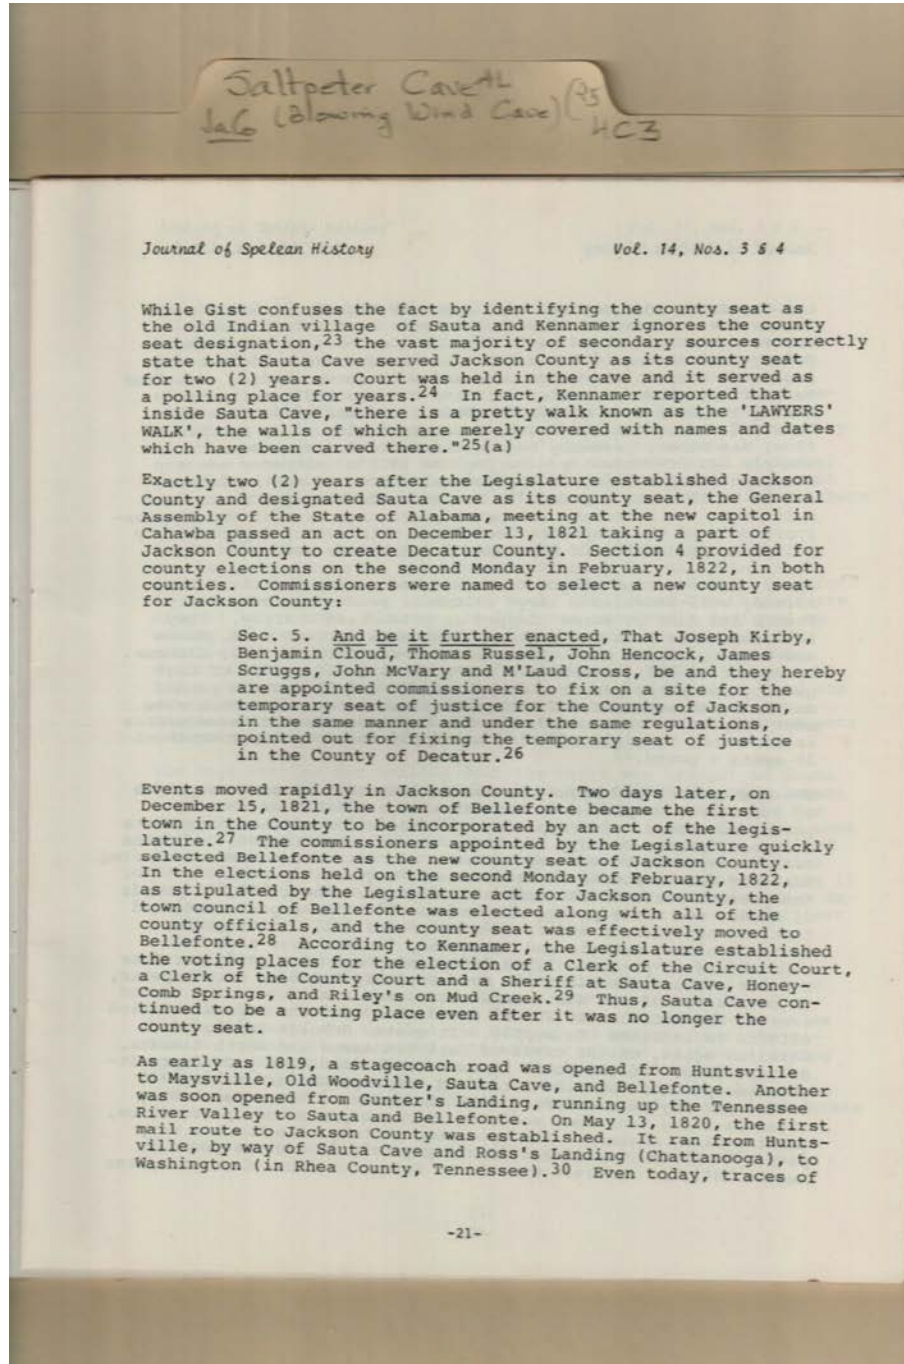 Saltpeter Cave AL
JaC (Blowing Wind Cave)
4C3
Journal of Spelean History Vol. 14, Nos. 3 & 4
While Gist confuses the fact by identifying the county seat as
the old Indian village of Sauta and Kennamer ignores the county
seat designation,23 the vast majority of secondary sources correctly
state that Sauta Cave served Jackson County as its county seat
for two (2) years. Court was held in the cave and it served as
a polling place for years.24 In fact, Kennamer reported that
inside Sauta Cave, "there is a pretty walk known as the 'LAWYERS'
WALK', the walls of which are merely covered with names and dates
which have been carved there."25(a)
Exactly two (2) years after the Legislature established Jackson
County and designated Sauta Cave as its county seat, the General
Assembly of the State of Alabama, meeting at the new capitol in
Cahawba passed an act on December 13, 1821 taking a part of
Jackson County to create Decatur County. Section 4 provided for
county elections on the second Monday in February, 1822, in both
counties. Commissioners were named to select a new county seat
for Jackson County:
Sec. 5. And be it further enacted, That Joseph Kirby,
Benjamin Cloud, Thomas Russel, John Hencock, James
Scruggs, John McVary and M'Laud Cross, be and they hereby
are appointed commissioners to fix on a site for the
temporary seat of justice for the County of Jackson,
in the same manner and under the same regulations,
pointed out for fixing the temporary seat of justice
in the County of Decatur.26
Events moved rapidly in Jackson County. Two days later, on
December 15, 1821, the town of Bellefonte became the first
town in the County to be incorporated by an act of the legis-
lature.27 The commissioners appointed by the Legislature quickly
selected Bellefonte as the new county seat of Jackson County.
In the elections held on the second Monday of February, 1822,
as stipulated by the Legislature act for Jackson County, the
town council of Bellefonte was elected along with all of the
county officials, and the county seat was effectively moved to
Bellefonte.28 According to Kennamer, the Legislature established
the voting places for the election of a Clerk of the Circuit Court,
a Clerk of the County Court and a Sheriff at Sauta Cave, Honey-
Comb Springs, and Riley's on Mud Creek.29 Thus, Sauta Cave con-
tinued to be a voting place even after it was no longer the
county seat.
As early as 1819, a stagecoach road was opened from Huntsville
to Maysville, Old Woodville, Sauta Cave, and Bellefonte. Another
was soon opened from Gunter's Landing, running up the Tennessee
River Valley to Sauta and Bellefonte. On May 13, 1820, the first
mail route to Jackson County was established. It ran from Hunts-
ville, by way of Sauta Cave and Ross's Landing (Chattanooga), to
Washington (in Rhea County, Tennessee).30 Even today, traces of
-21-